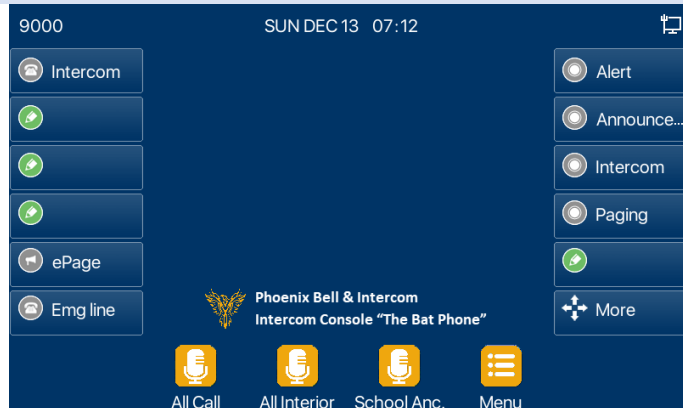 9000
SUN DEC 13 07:12
Intercom
ePage
Emg line
Alert
Announce...
Intercom
Paging
More
Phoenix Bell & Intercom
Intercom Console “The Bat Phone”
All Call
All Interior
School Anc.
Menu